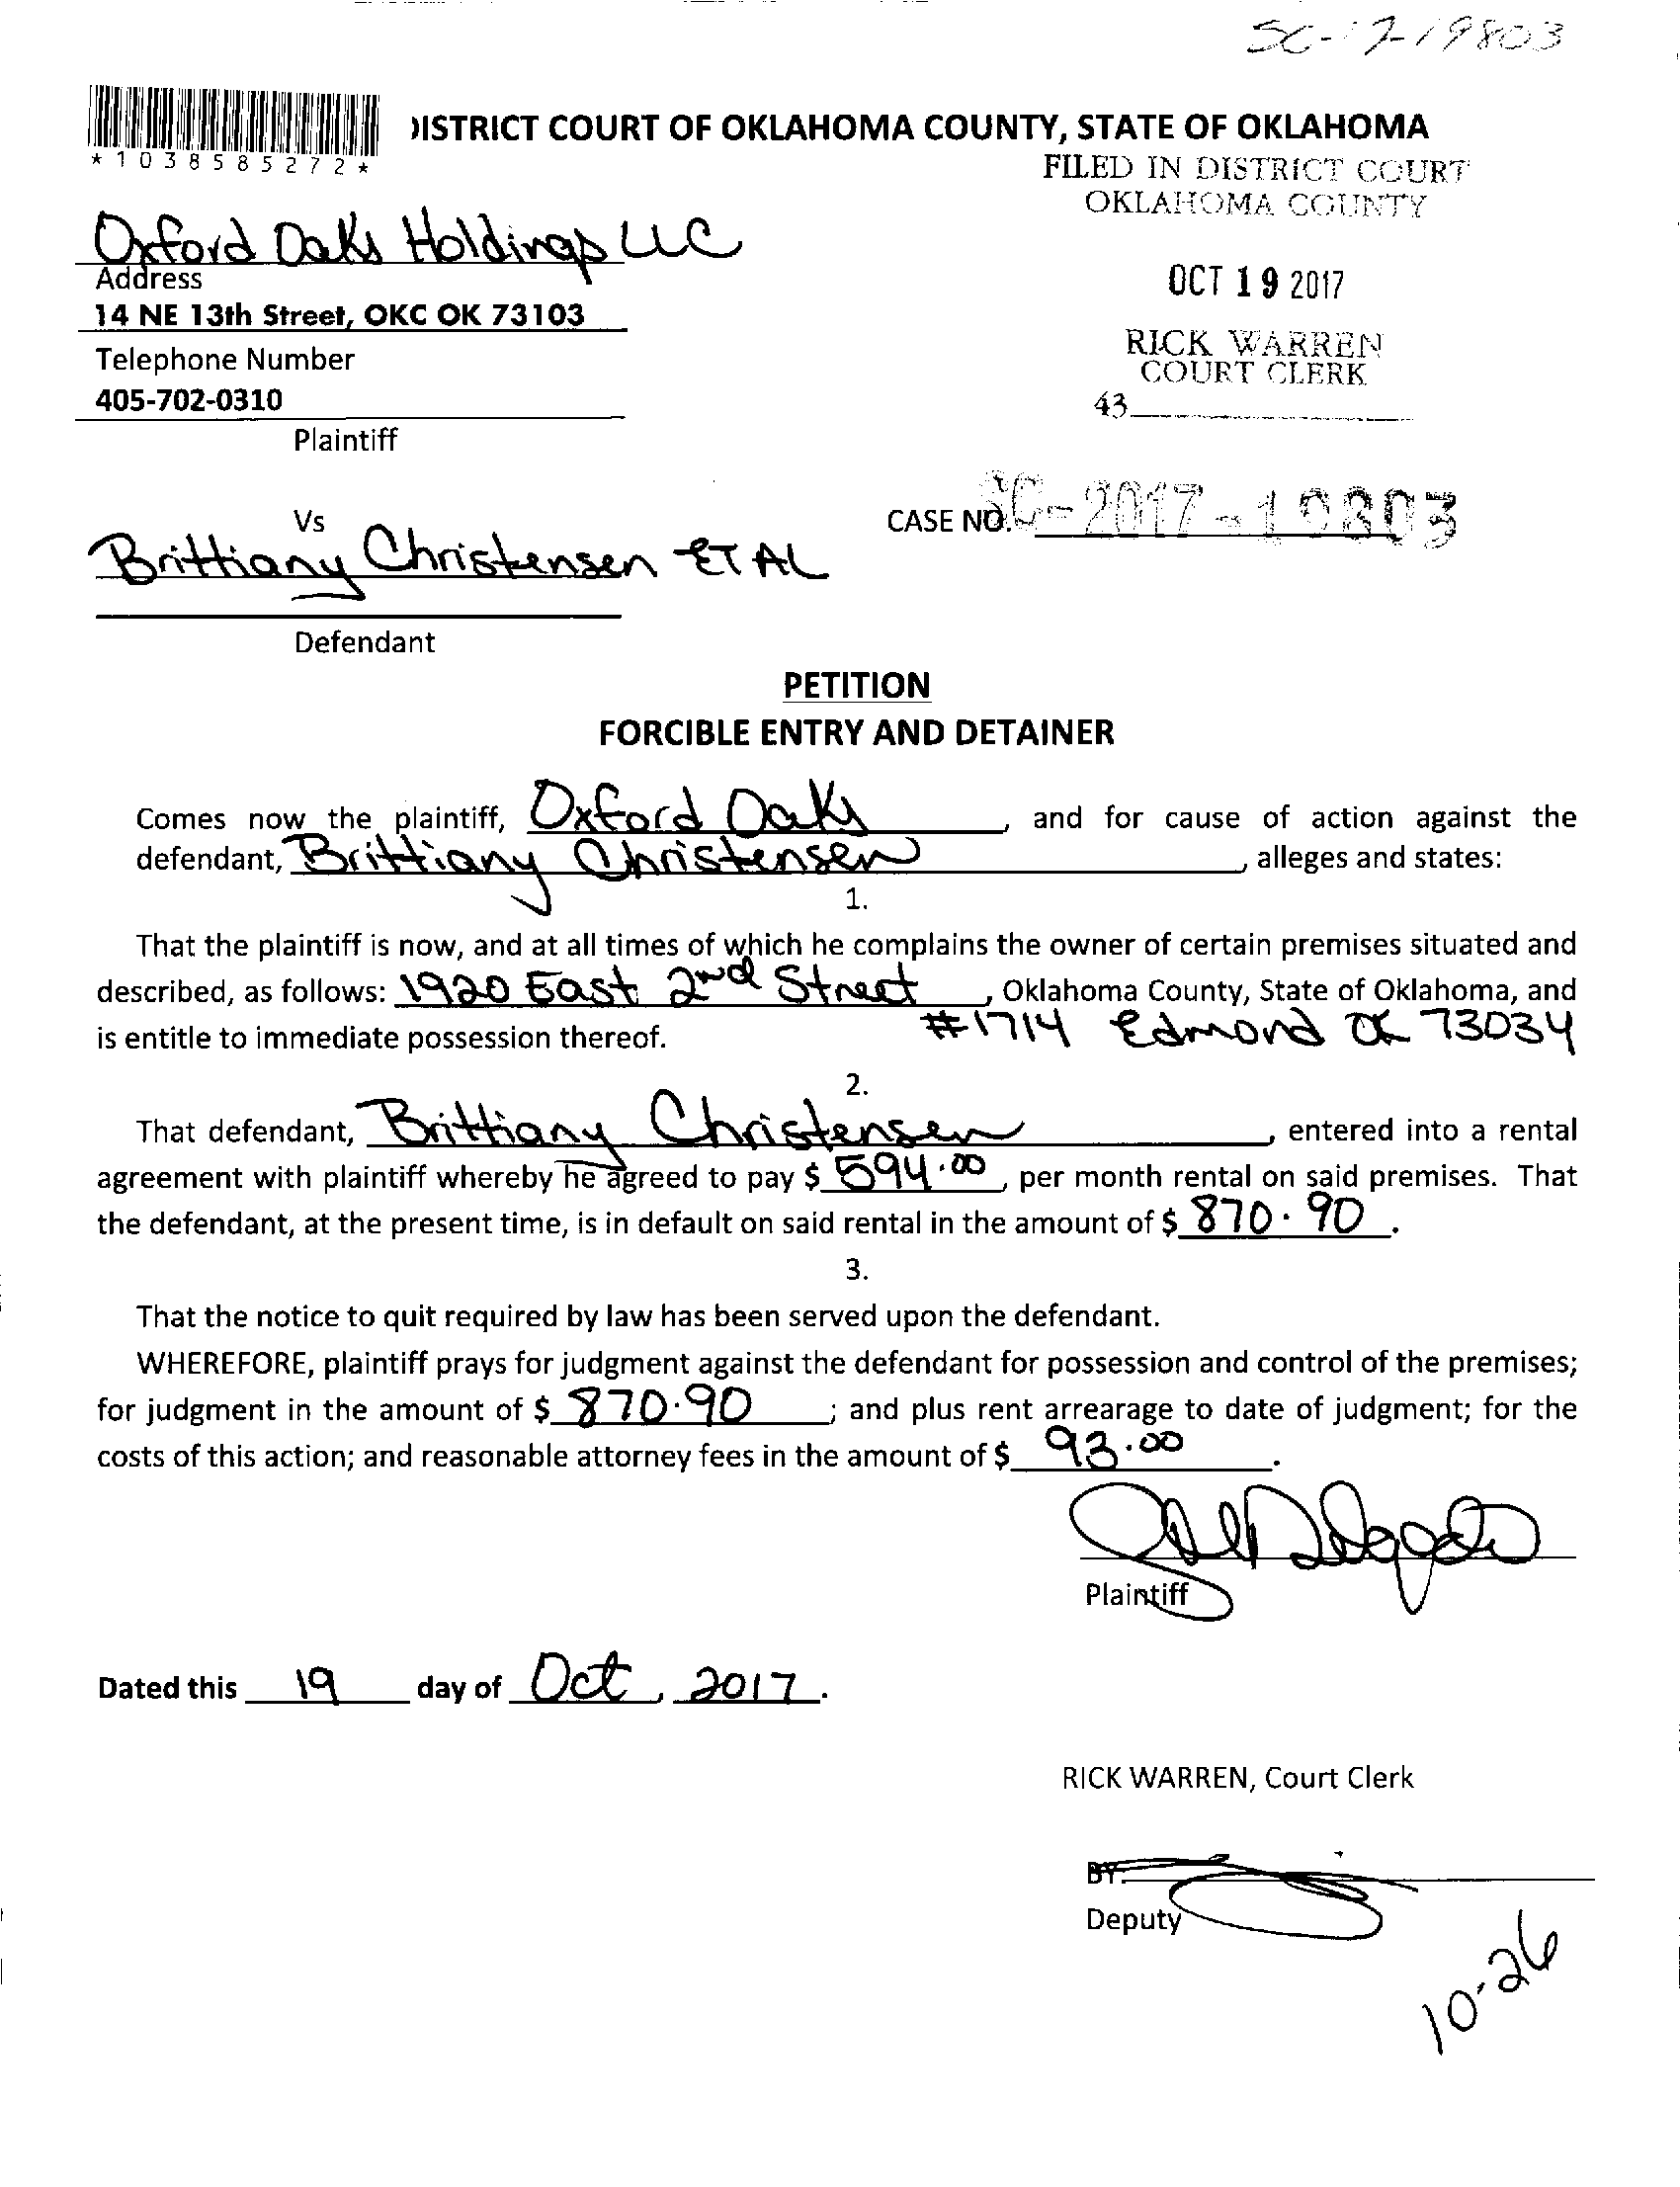 SC-17-19803
*1038585272*
DISTRICT COURT OF OKLAHOMA COUNTY, STATE OF OKLAHOMA
FILED IN DISTRICT COURT
OKLAHOMA COUNTY
Oxford Oaks Holdings LLC
Address
OCT 19 2017
14 NE 13th Street, OKC OK 73103
RICK WARREN
COURT CLERK
Telephone Number
405-702-0310
43
Plaintiff
Vs
CASE NO. SC-2017-19803
Brittiany Christensen ET AL
Defendant
PETITION
FORCIBLE ENTRY AND DETAINER
Comes now the plaintiff, Oxford Oaks, and for cause of action against the
defendant, Brittiany Christensen, alleges and states:
1.
That the plaintiff is now, and at all times of which he complains the owner of certain premises situated and
described, as follows: 1920 East 2nd Street, Oklahoma County, State of Oklahoma, and
is entitle to immediate possession thereof. #1714 Edmond OK 73034
2.
That defendant, Brittiany Christensen, entered into a rental
agreement with plaintiff whereby he agreed to pay $ 594.00, per month rental on said premises. That
the defendant, at the present time, is in default on said rental in the amount of $ 870.90.
3.
That the notice to quit required by law has been served upon the defendant.
WHEREFORE, plaintiff prays for judgment against the defendant for possession and control of the premises;
for judgment in the amount of $ 870.90; and plus rent arrearage to date of judgment; for the
costs of this action; and reasonable attorney fees in the amount of $ 93.00.
Plaintiff
Dated this 19 day of Oct, 2017.
RICK WARREN, Court Clerk
BY:
Deputy
10-26